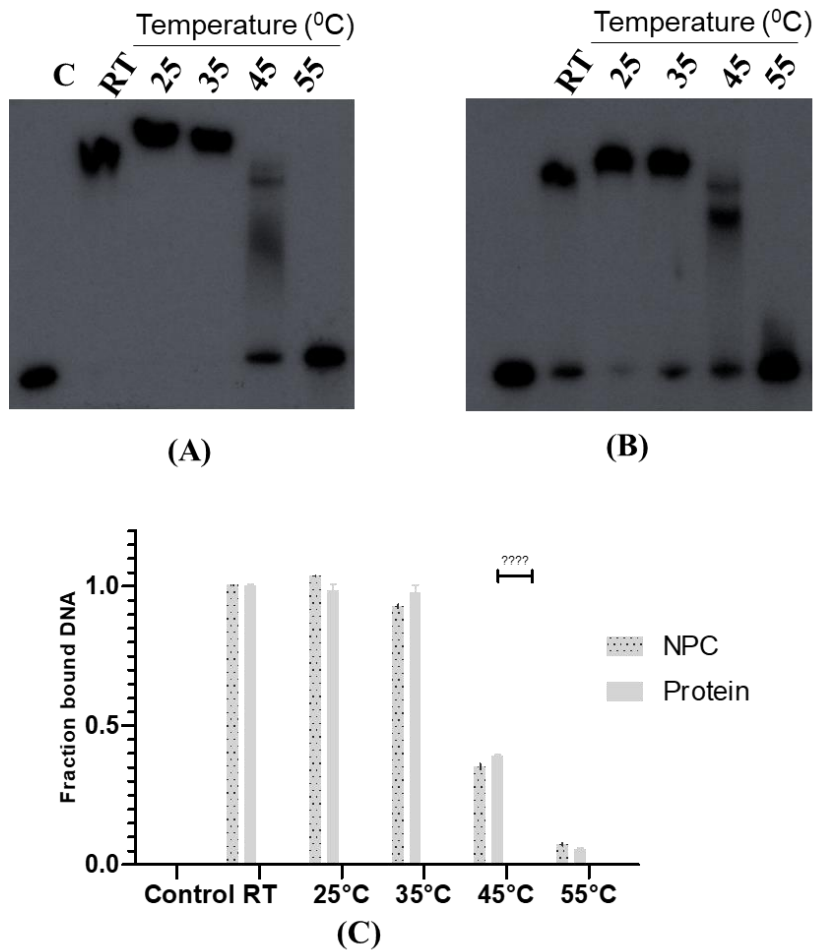 Temperature (⁰C)
C RT 25 35 45 55
(A)
Temperature (⁰C)
RT 25 35 45 55
(B)
????
1.0
0.5
0.0
Fraction bound DNA
NPC
Protein
Control RT 25°C 35°C 45°C 55°C
(C)